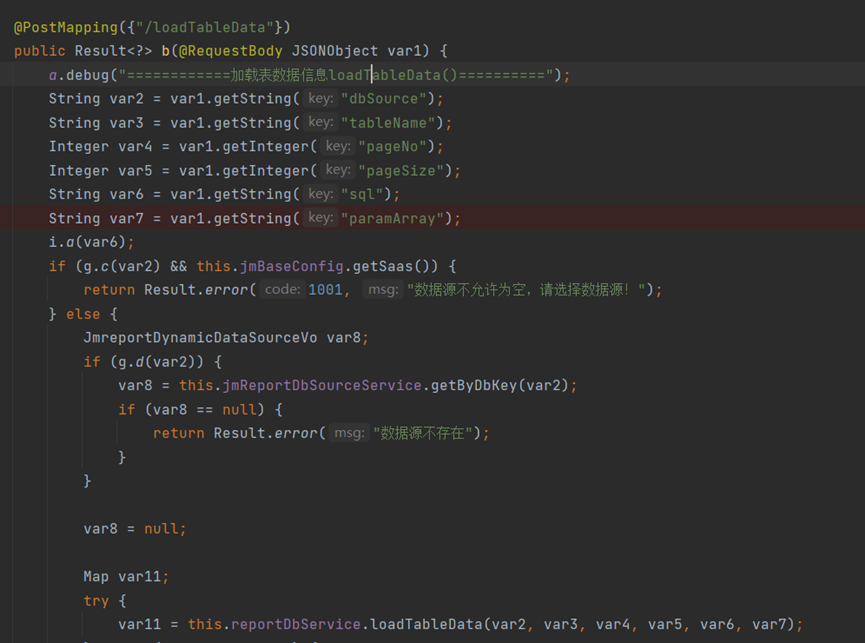 @PostMapping({"/loadTableData"})
public Result<?> b(@RequestBody JSONObject var1) {
a.debug("============加载表数据信息loadTableData()==========");
String var2 = var1.getString( key: "dbSource");
String var3 = var1.getString( key: "tableName");
Integer var4 = var1.getInteger( key: "pageNo");
Integer var5 = var1.getInteger( key: "pageSize");
String var6 = var1.getString( key: "sql");
String var7 = var1.getString( key: "paramArray");
i.a(var6);
if (g.c(var2) && this.jmBaseConfig.getSaas()) {
return Result.error( code: 1001, msg: "数据源不允许为空，请选择数据源！");
} else {
JmreportDynamicDataSourceVo var8;
if (g.d(var2)) {
var8 = this.jmReportDbSourceService.getByDbKey(var2);
if (var8 == null) {
return Result.error( msg: "数据源不存在");
}
}
var8 = null;
Map var11;
try {
var11 = this.reportDbService.loadTableData(var2, var3, var4, var5, var6, var7);